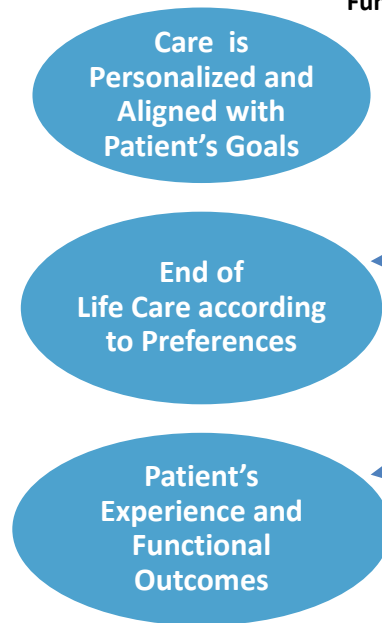 Fun
Care is
Personalized and
Aligned with
Patient’s Goals
End of
Life Care according
to Preferences
Patient’s
Experience and
Functional
Outcomes